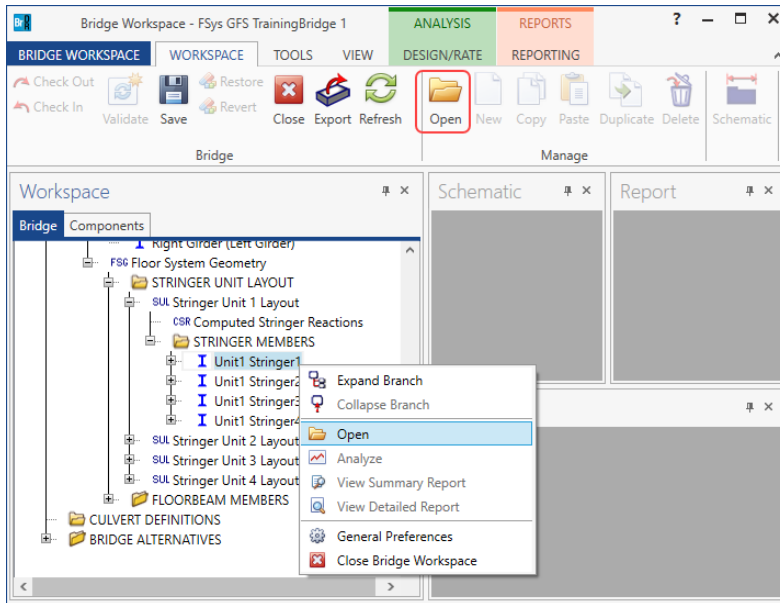 Br Bridge Workspace - FSys GFS TrainingBridge 1 ANALYSIS REPORTS ? – □ X
BRIDGE WORKSPACE WORKSPACE TOOLS VIEW DESIGN/RATE REPORTING
Check Out
Check In
Validate
Save
Restore
Revert
Close
Export
Refresh
Bridge
Open
New
Copy
Paste
Duplicate
Delete
Schematic
Manage
Workspace
Bridge Components
Right Girder (Left Girder)
FSG Floor System Geometry
STRINGER UNIT LAYOUT
SUL Stringer Unit 1 Layout
CSR Computed Stringer Reactions
STRINGER MEMBERS
Unit1 Stringer1
Unit1 Stringer2
Unit1 Stringer3
Unit1 Stringer4
SUL Stringer Unit 2 Layout
SUL Stringer Unit 3 Layout
SUL Stringer Unit 4 Layout
FLOORBEAM MEMBERS
CULVERT DEFINITIONS
BRIDGE ALTERNATIVES
Expand Branch
Collapse Branch
Open
Analyze
View Summary Report
View Detailed Report
General Preferences
Close Bridge Workspace
Schematic
Report